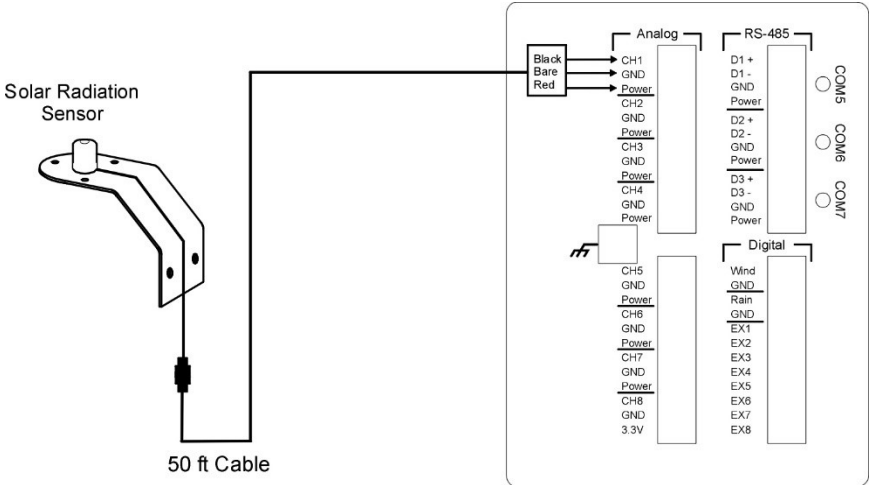 Solar Radiation
Sensor
50 ft Cable
Black
Bare
Red
Analog
CH1
GND
Power
CH2
GND
Power
CH3
GND
Power
CH4
GND
Power
CH5
GND
Power
CH6
GND
Power
CH7
GND
Power
CH8
GND
3.3V
RS-485
D1 +
D1 -
GND
Power
D2 +
D2 -
GND
Power
D3 +
D3 -
GND
Power
COM5
COM6
COM7
Digital
Wind
GND
Rain
GND
EX1
EX2
EX3
EX4
EX5
EX6
EX7
EX8